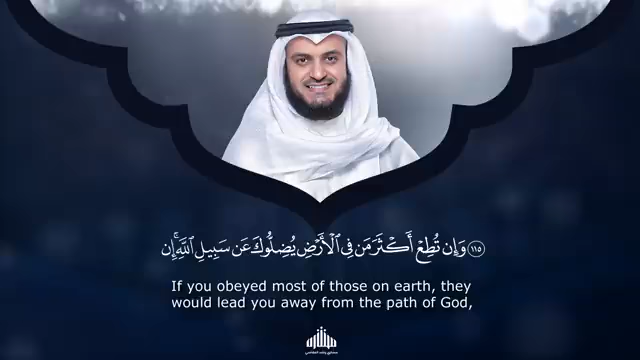 ١١٥ وَإِن تُطِعْ أَكْثَرَ مَن فِى ٱلْأَرْضِ يُضِلُّوكَ عَن سَبِيلِ ٱللَّهِ ۚ إِن
If you obeyed most of those on earth, they
would lead you away from the path of God,